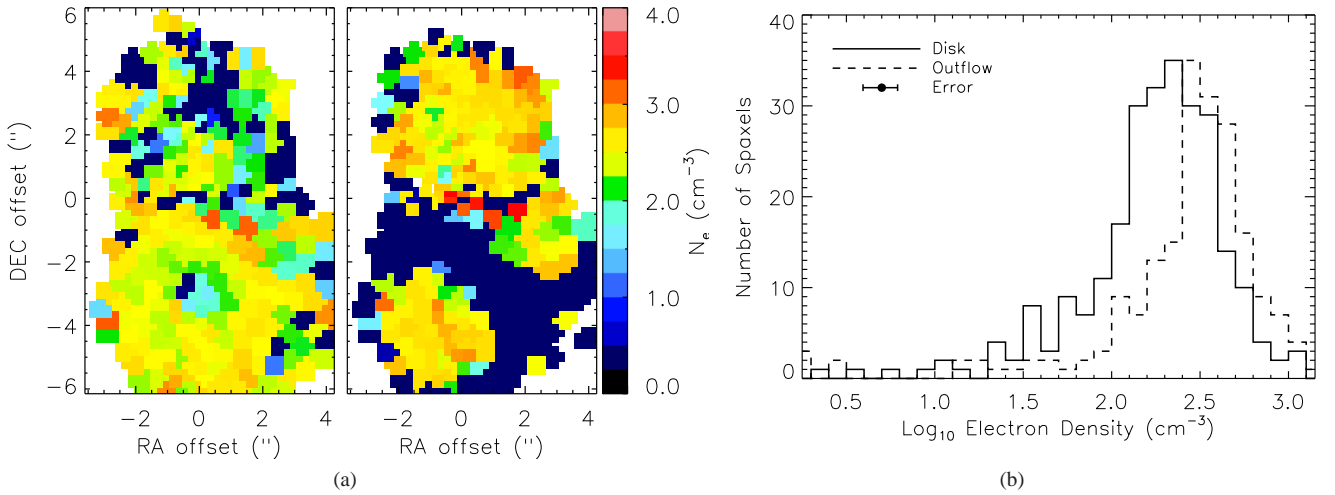 6
4
2
0
−2
−4
−6
DEC offset ('')
−2 0 2 4
RA offset ('')
−2 0 2 4
RA offset ('')
4.0
3.0
2.0
1.0
0.0
Nₑ (cm⁻³)
(a)
40
30
20
10
0
Number of Spaxels
Disk
Outflow
Error
0.5 1.0 1.5 2.0 2.5 3.0
Log₁₀ Electron Density (cm⁻³)
(b)